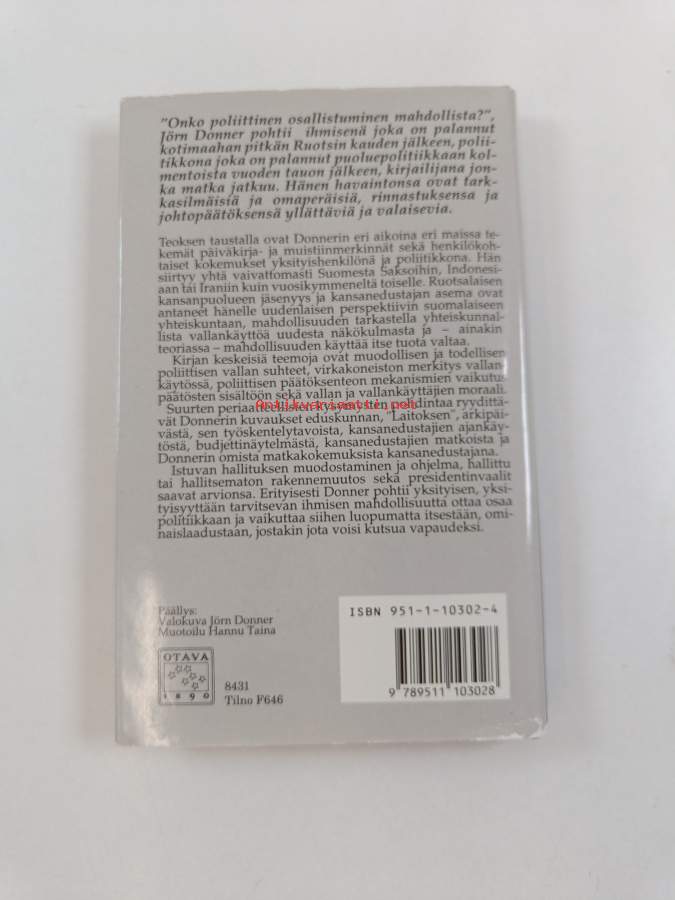 "Onko poliittinen osallistuminen mahdollista?",
Jörn Donner pohtii ihmisenä joka on palannut
kotimaahan pitkän Ruotsin kauden jälkeen, polii-
tikkona joka on palannut puoluepolitiikkaan kol-
mentoista vuoden tauon jälkeen, kirjailijana jon-
ka matka jatkuu. Hänen havaintonsa ovat tark-
kasilmäisiä ja omaperäisiä, rinnastuksensa ja
johtopäätöksensä yllättäviä ja valaisevia.
Teoksen taustalla ovat Donnerin eri aikoina eri maissa te-
kemät päiväkirja- ja muistiinmerkinnät sekä henkilökoh-
taiset kokemukset yksityishenkilönä ja poliitikkona. Hän
siirtyy yhtä vaivattomasti Suomesta Saksoihin, Indonesi-
aan tai Iraniin kuin vuosikymmeneltä toiselle. Ruotsalaisen
kansanpuolueen jäsenyys ja kansanedustajan asema ovat
antaneet hänelle uudenlaisen perspektiivin suomalaiseen
yhteiskuntaan, mahdollisuuden tarkastella yhteiskunnal-
lista vallankäyttöä uudesta näkökulmasta ja – ainakin
teoriassa – mahdollisuuden käyttää itse tuota valtaa.
Kirjan keskeisiä teemoja ovat muodollisen ja todellisen
poliittisen vallan suhteet, virkakoneiston merkitys vallan-
käytössä, poliittisen päätöksenteon mekanismien vaikutus
päätösten sisältöön sekä vallan ja vallankäyttäjien moraali.
Antikvariaatti.net
Suurten periaatteellisten kysymysten pohdintaa ryydittä-
vät Donnerin kuvaukset eduskunnan, "Laitoksen", arkipäi-
västä, sen työskentelytavoista, kansanedustajien ajankäy-
töstä, budjettinäytelmästä, kansanedustajien matkoista ja
Donnerin omista matkakokemuksista kansanedustajana.
Istuvan hallituksen muodostaminen ja ohjelma, hallittu
tai hallitsematon rakennemuutos sekä presidentinvaalit
saavat arvionsa. Erityisesti Donner pohtii yksityisen, yksi-
tyisyyttään tarvitsevan ihmisen mahdollisuutta ottaa osaa
politiikkaan ja vaikuttaa siihen luopumatta itsestään, omi-
naislaadustaan, jostakin jota voisi kutsua vapaudeksi.
Päällys:
Valokuva Jörn Donner
Muotoilu Hannu Taina
OTAVA
1890
8431
Tilno F646
ISBN 951-1-10302-4
9 789511 103028